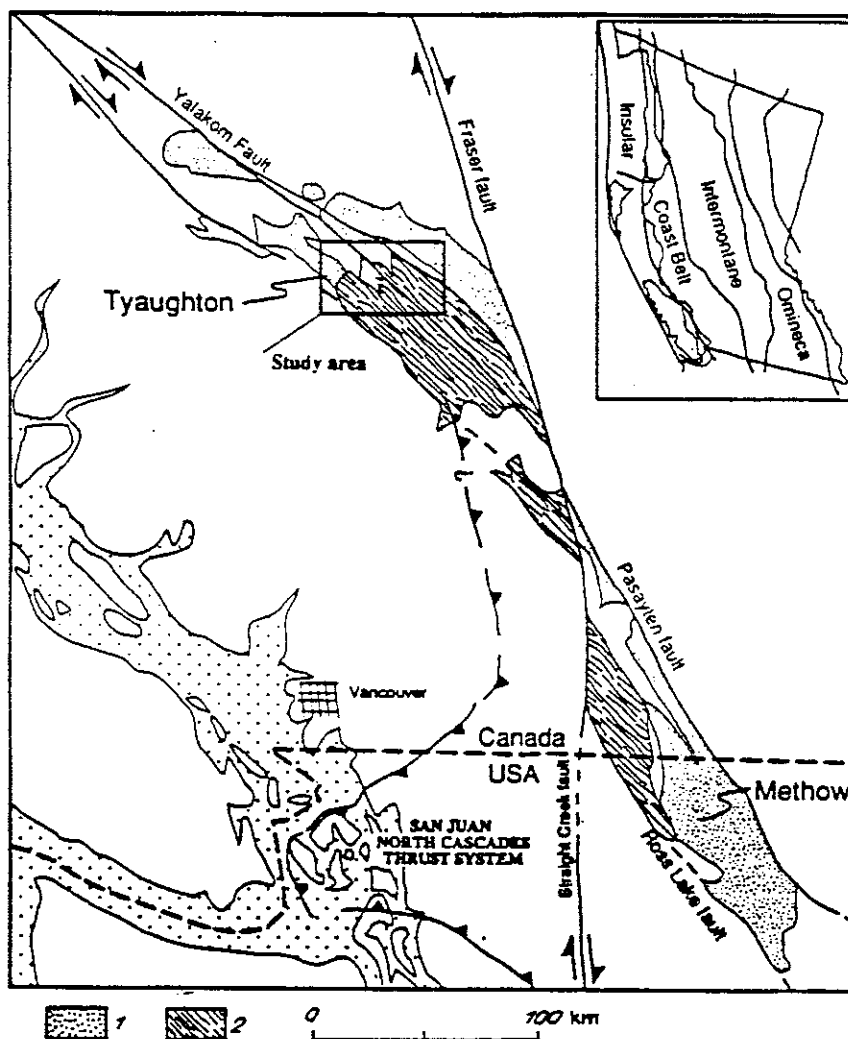 Yalakom Fault
Fraser fault
Insular
Coast Belt
Intermontane
Omineca
Tyaughton
Study area
?
Pasayten fault
Vancouver
Canada
USA
Methow
SAN JUAN
NORTH CASCADES
THRUST SYSTEM
Straight Creek fault
Ross Lake fault
1
2
0
100 km